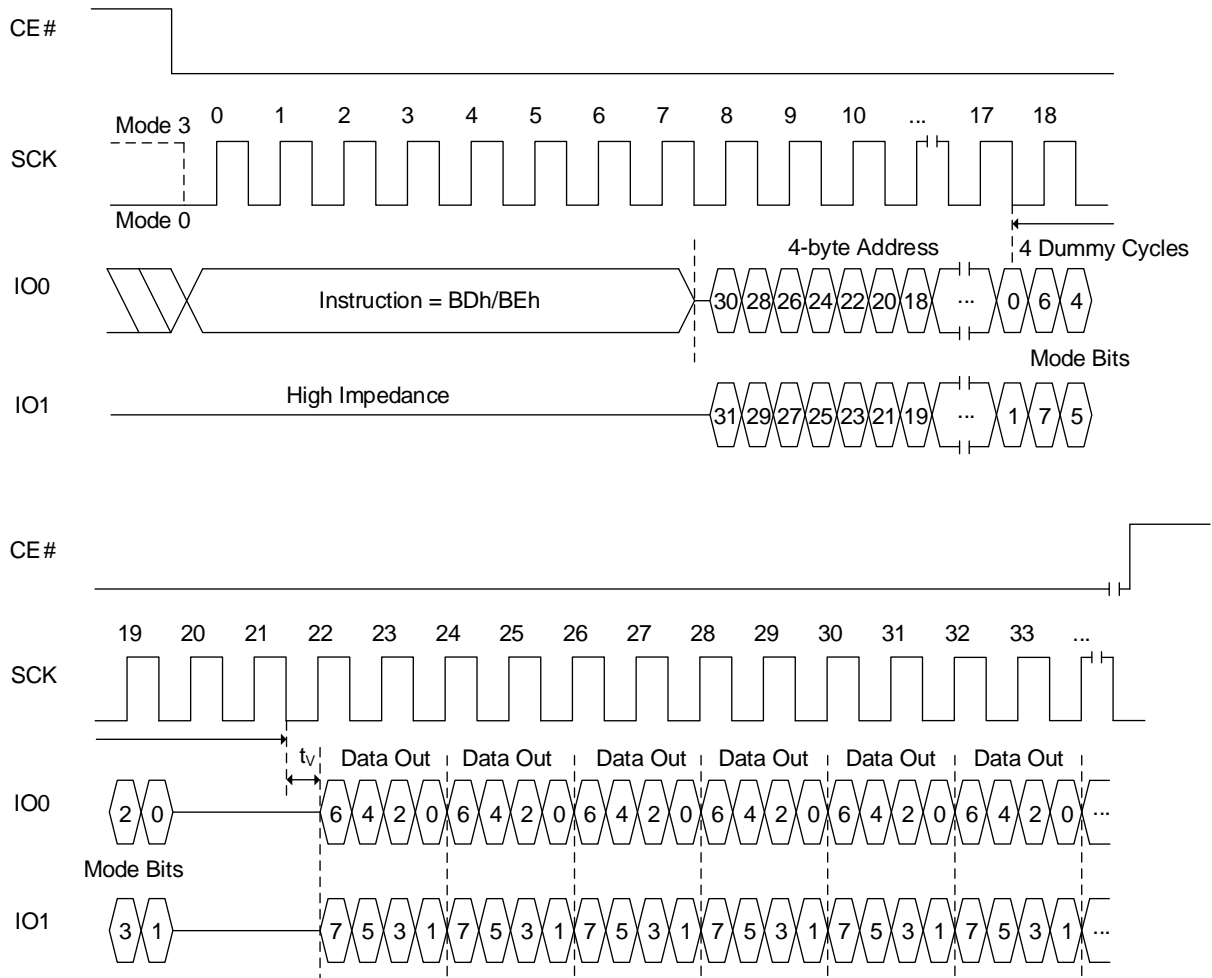 CE#
0 1 2 3 4 5 6 7 8 9 10 ... 17 18
Mode 3
SCK
Mode 0
4-byte Address 4 Dummy Cycles
IO0 Instruction = BDh/BEh 30 28 26 24 22 20 18 ... 0 6 4
Mode Bits
IO1 High Impedance 31 29 27 25 23 21 19 ... 1 7 5
CE#
19 20 21 22 23 24 25 26 27 28 29 30 31 32 33 ...
SCK
tV Data Out Data Out Data Out Data Out Data Out Data Out
IO0 2 0 6 4 2 0 6 4 2 0 6 4 2 0 6 4 2 0 6 4 2 0 6 4 2 0 ...
Mode Bits
IO1 3 1 7 5 3 1 7 5 3 1 7 5 3 1 7 5 3 1 7 5 3 1 7 5 3 1 ...